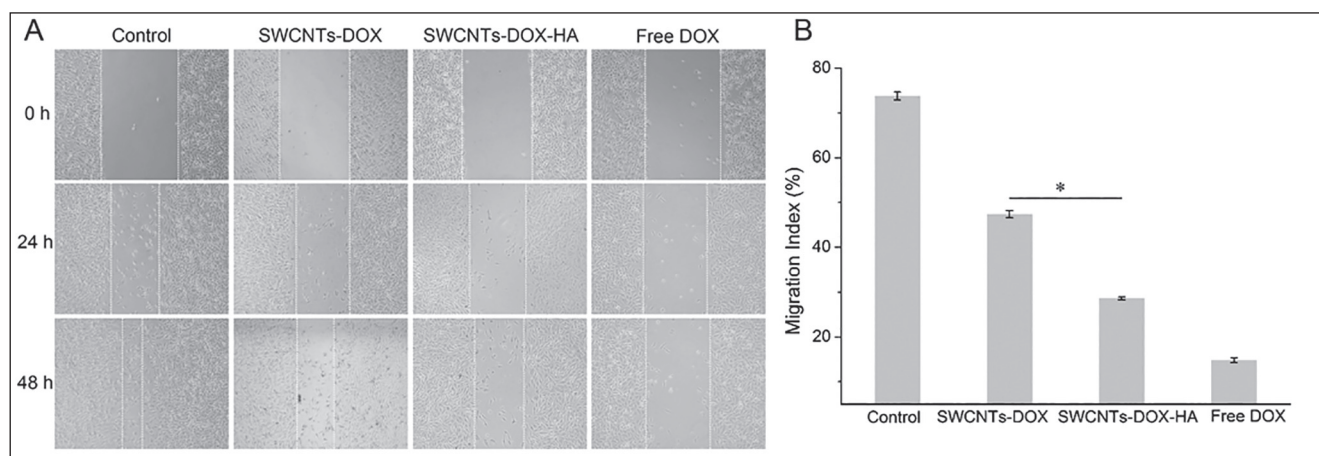 A
Control SWCNTs-DOX SWCNTs-DOX-HA Free DOX
0 h
24 h
48 h
B
Migration Index (%)
80
60
40
20
*
Control SWCNTs-DOX SWCNTs-DOX-HA Free DOX